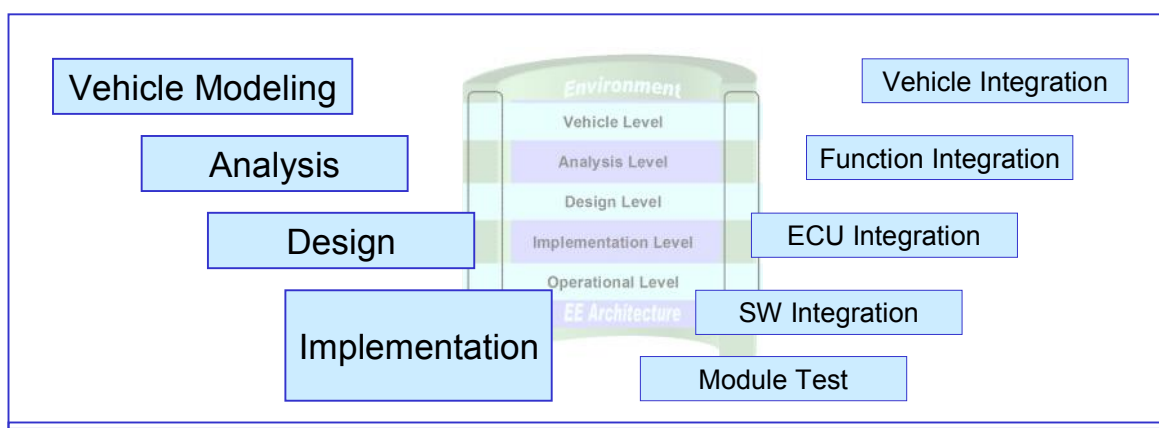 Vehicle Modeling
Analysis
Design
Implementation
Environment
Vehicle Level
Analysis Level
Design Level
Implementation Level
Operational Level
EE Architecture
Vehicle Integration
Function Integration
ECU Integration
SW Integration
Module Test